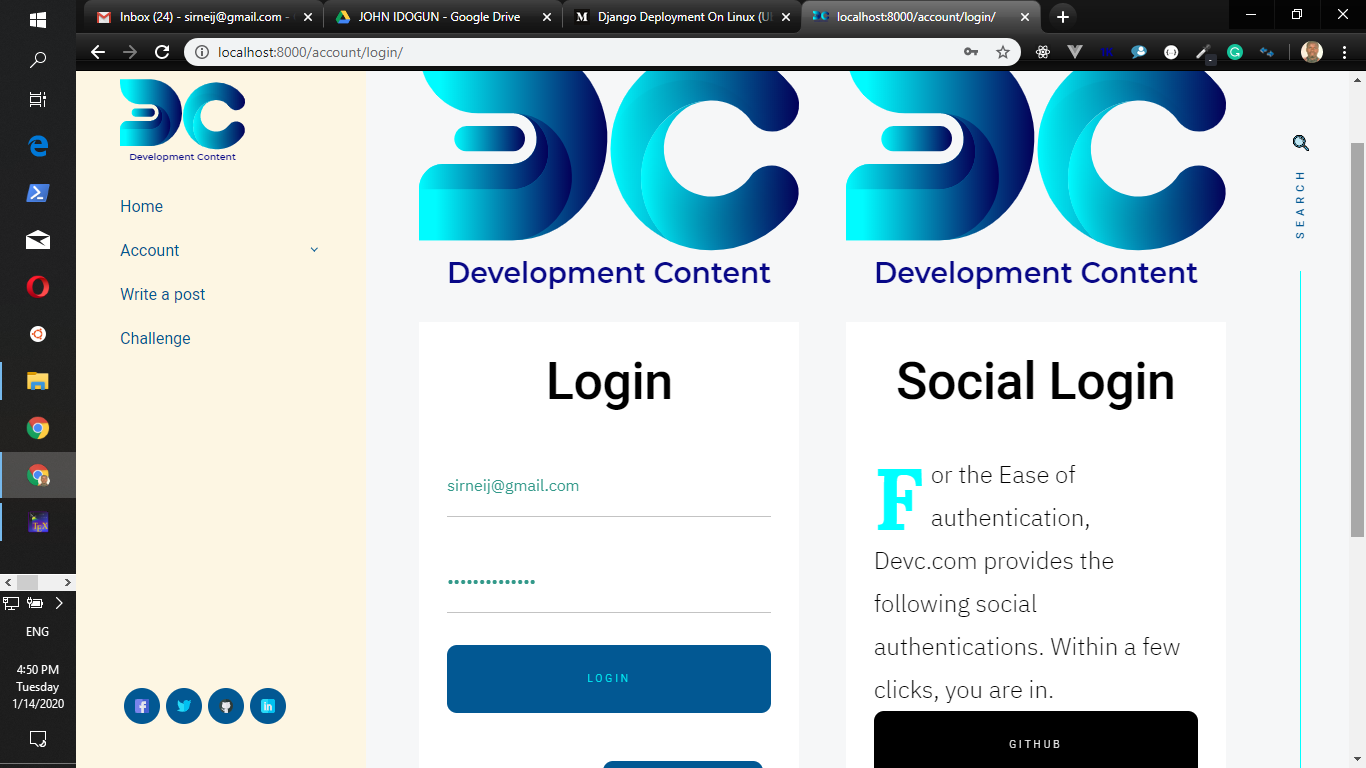 Inbox (24) - sirneij@gmail.com -
JOHN IDOGUN - Google Drive
Django Deployment On Linux (U
localhost:8000/account/login/
localhost:8000/account/login/
Development Content
Home
Account
Write a post
Challenge
Development Content
Development Content
SEARCH
Login
sirneij@gmail.com
LOGIN
Social Login
For the Ease of
authentication,
Devc.com provides the
following social
authentications. Within a few
clicks, you are in.
GITHUB
ENG
4:50 PM
Tuesday
1/14/2020